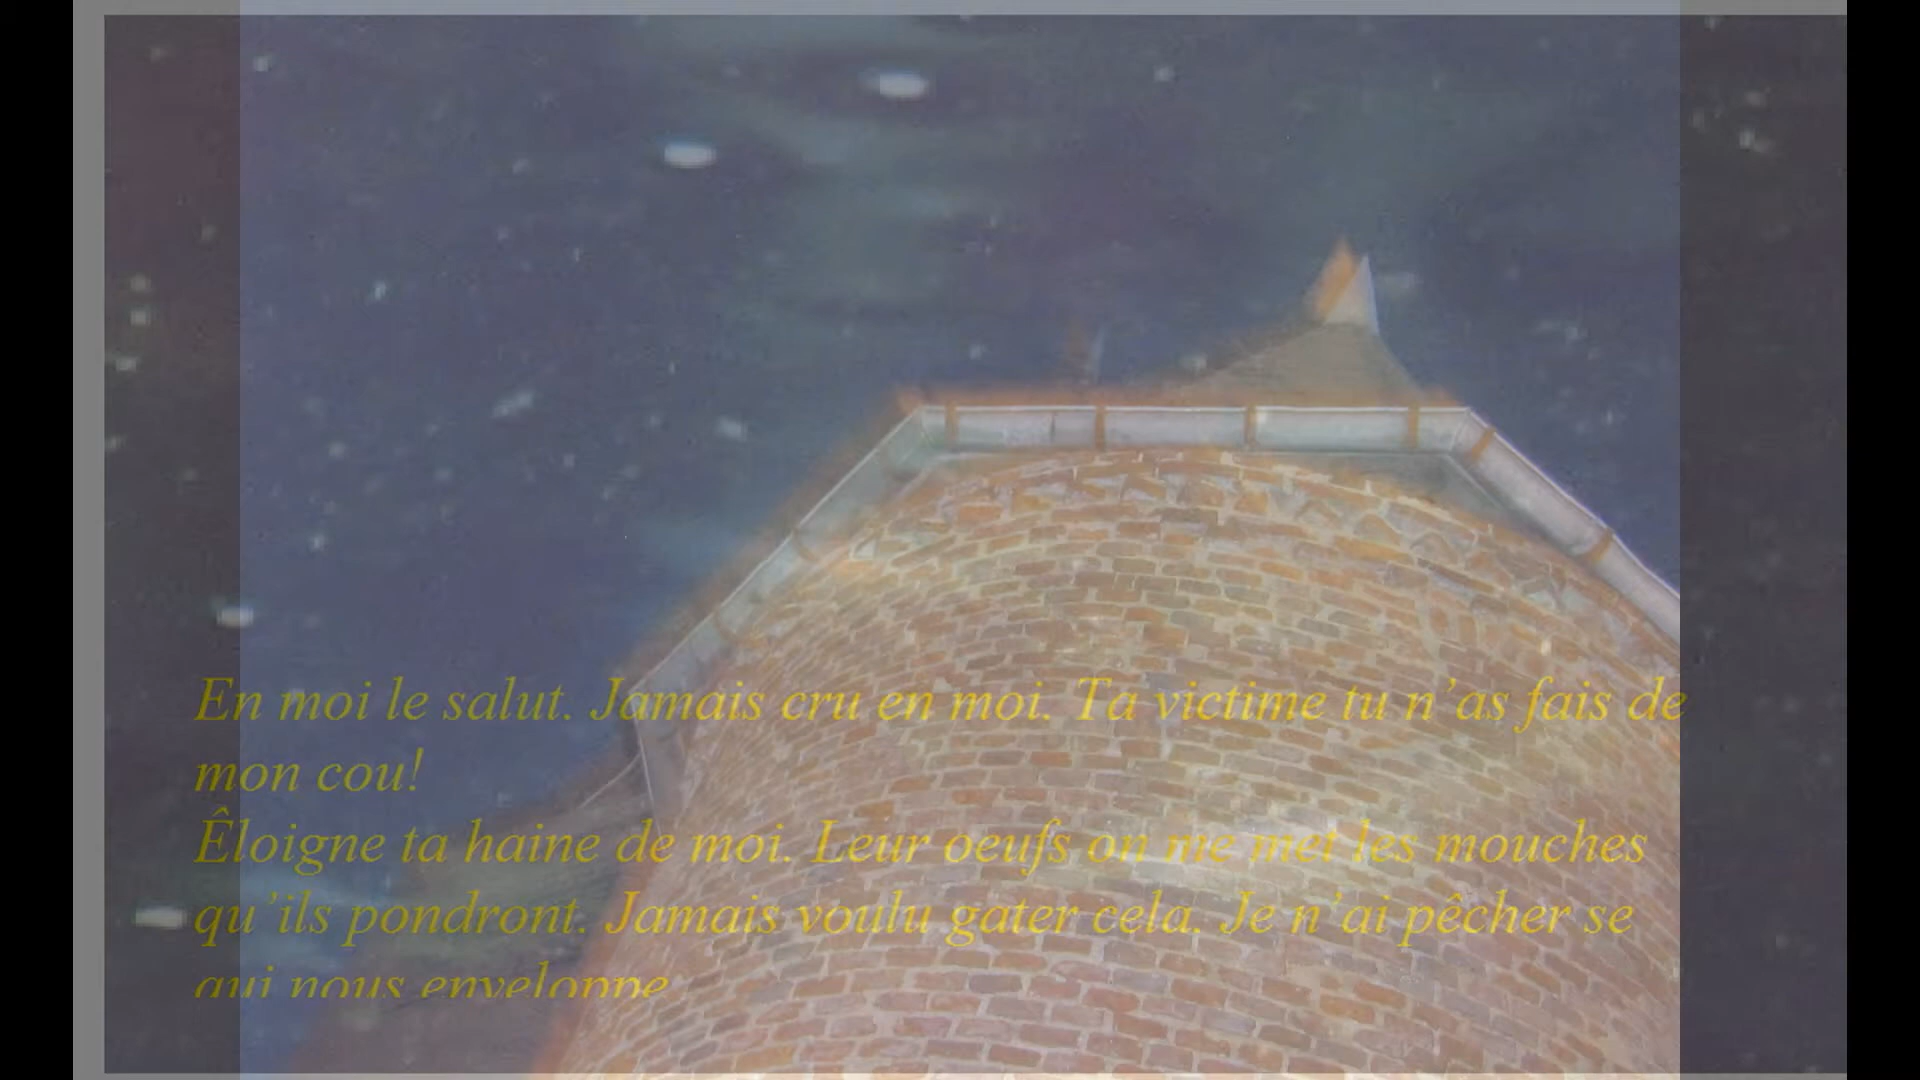 En moi le salut. Jamais cru en moi. Ta victime tu n’as fais de
mon cou!
Êloigne ta haine de moi. Leur oeufs on me met les mouches
qu’ils pondront. Jamais voulu gater cela. Je n’ai pêcher se
qui nous enveloppe